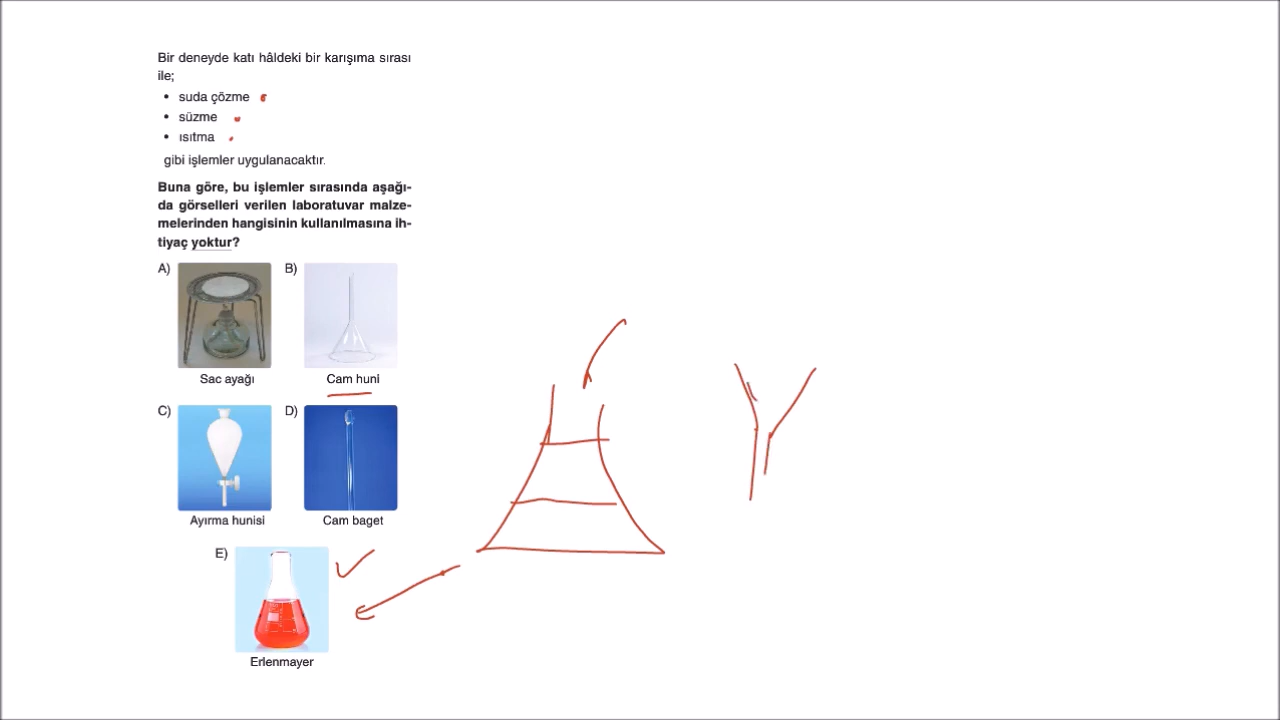 Bir deneyde katı hâldeki bir karışıma sırası
ile;
• suda çözme
• süzme
• ısıtma
gibi işlemler uygulanacaktır.
Buna göre, bu işlemler sırasında aşağı-
da görselleri verilen laboratuvar malze-
melerinden hangisinin kullanılmasına ih-
tiyaç yoktur?
A)
B)
Sac ayağı
Cam huni
C)
D)
Ayırma hunisi
Cam baget
E)
Erlenmayer